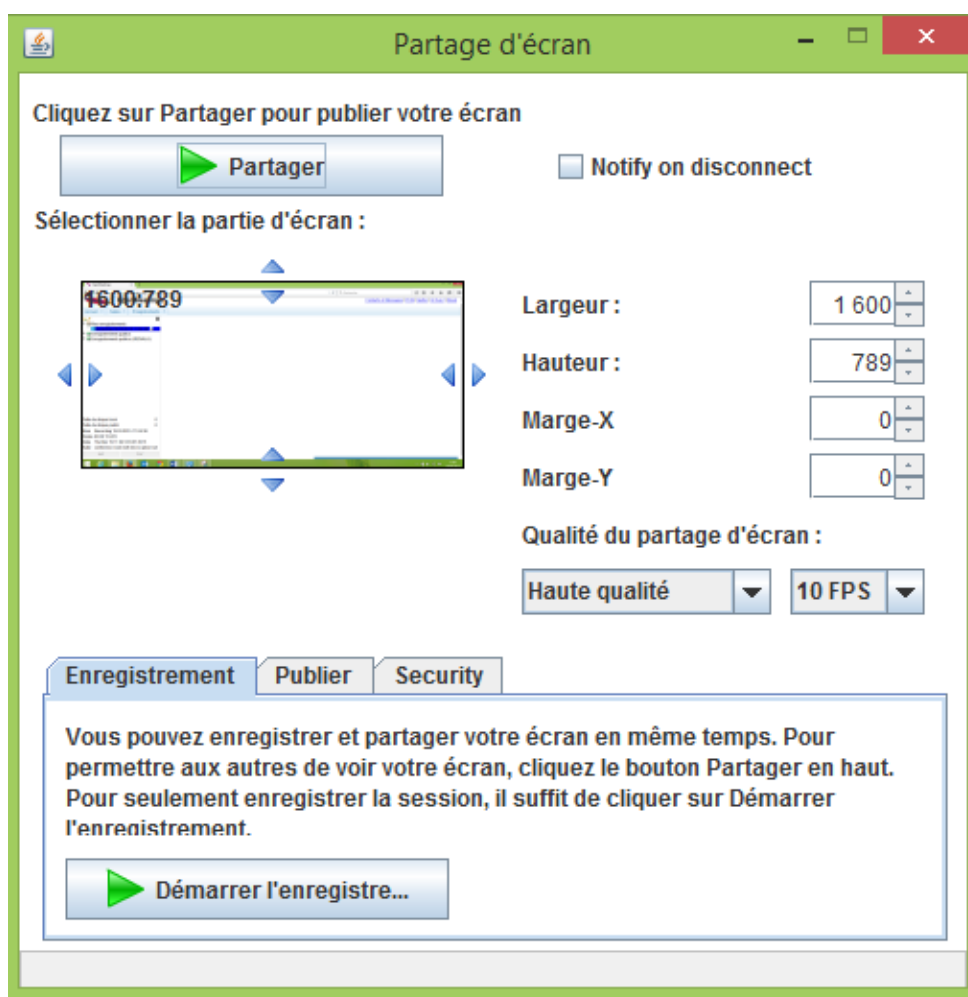 Partage d'écran
Cliquez sur Partager pour publier votre écran
Partager
Notify on disconnect
Sélectionner la partie d'écran :
1600:789
Largeur :
1 600
Hauteur :
789
Marge-X
0
Marge-Y
0
Qualité du partage d'écran :
Haute qualité
10 FPS
Enregistrement
Publier
Security
Vous pouvez enregistrer et partager votre écran en même temps. Pour
permettre aux autres de voir votre écran, cliquez le bouton Partager en haut.
Pour seulement enregistrer la session, il suffit de cliquer sur Démarrer
l'enregistrement.
Démarrer l'enregistre...